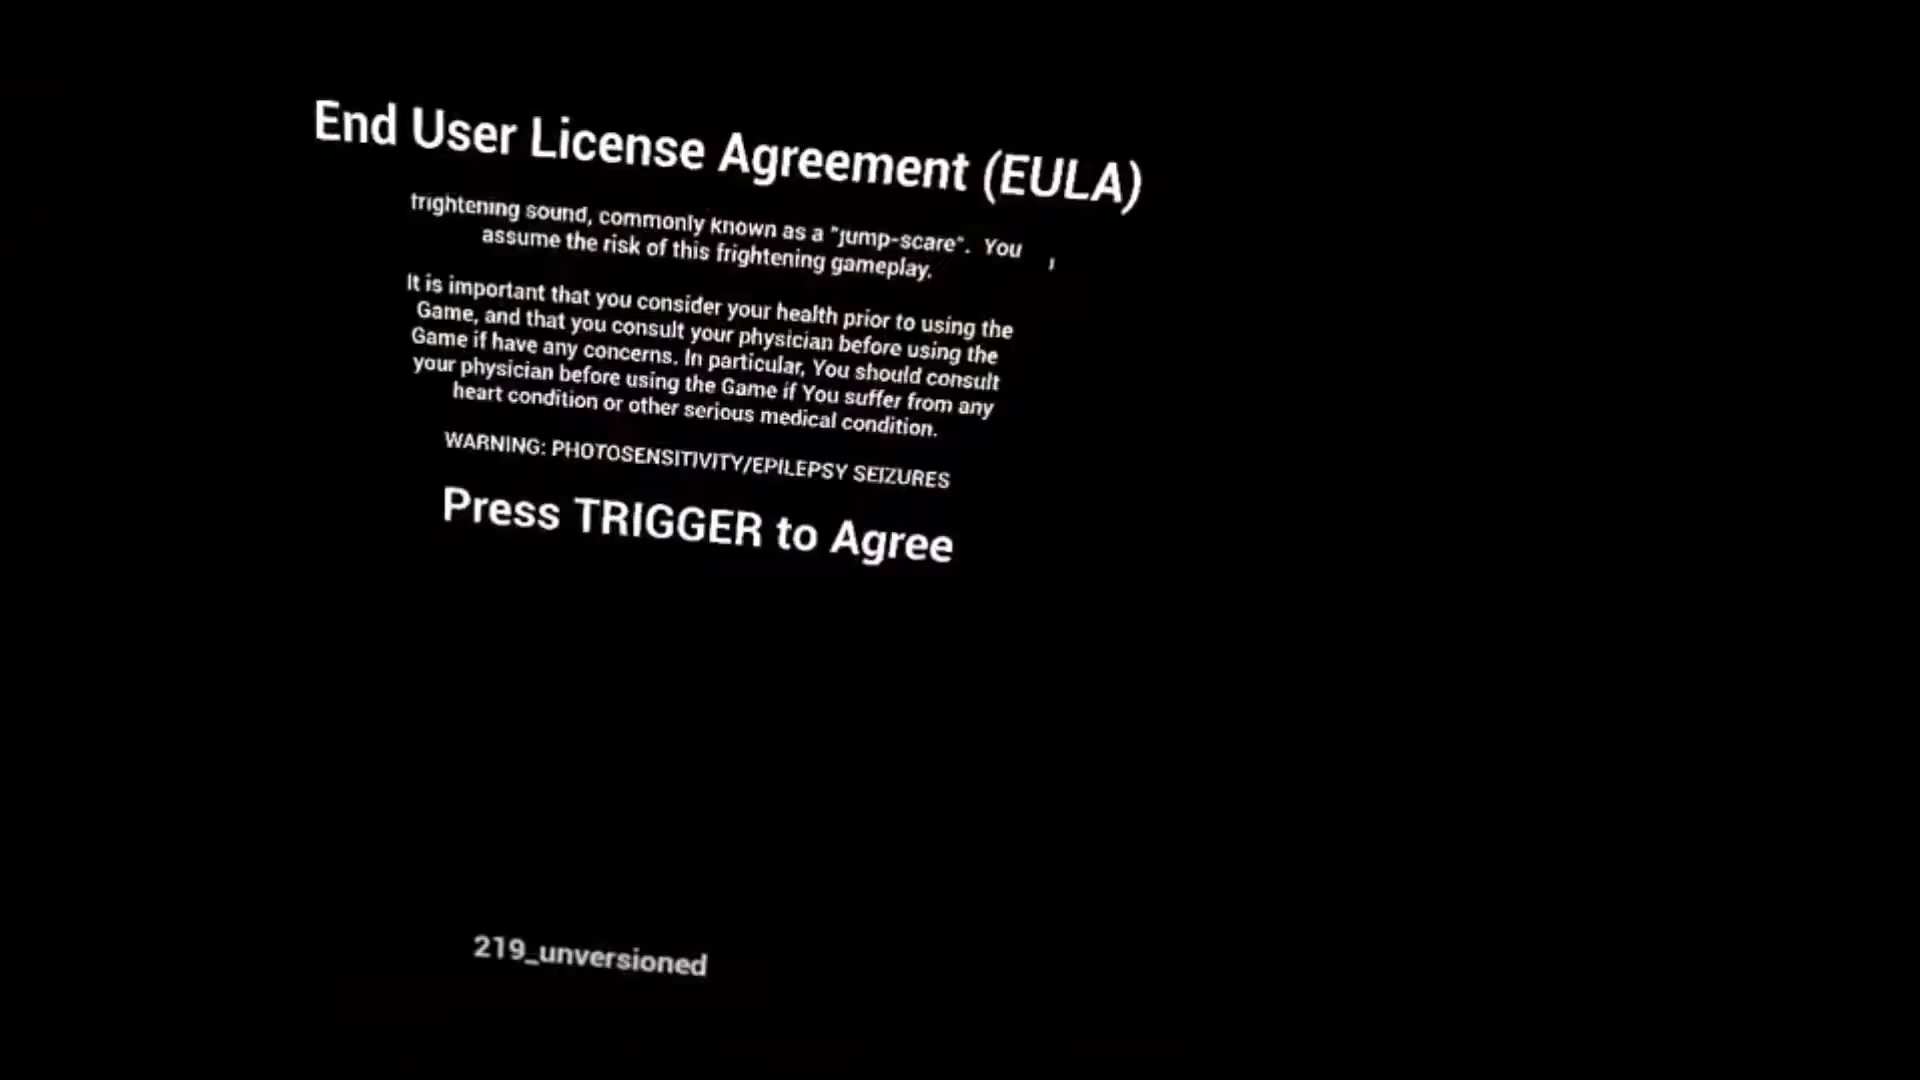 End User License Agreement (EULA)
frightening sound, commonly known as a "jump-scare". You
assume the risk of this frightening gameplay.
It is important that you consider your health prior to using the
Game, and that you consult your physician before using the
Game if have any concerns. In particular, You should consult
your physician before using the Game if You suffer from any
heart condition or other serious medical condition.
WARNING: PHOTOSENSITIVITY/EPILEPSY SEIZURES
Press TRIGGER to Agree
219_unversioned